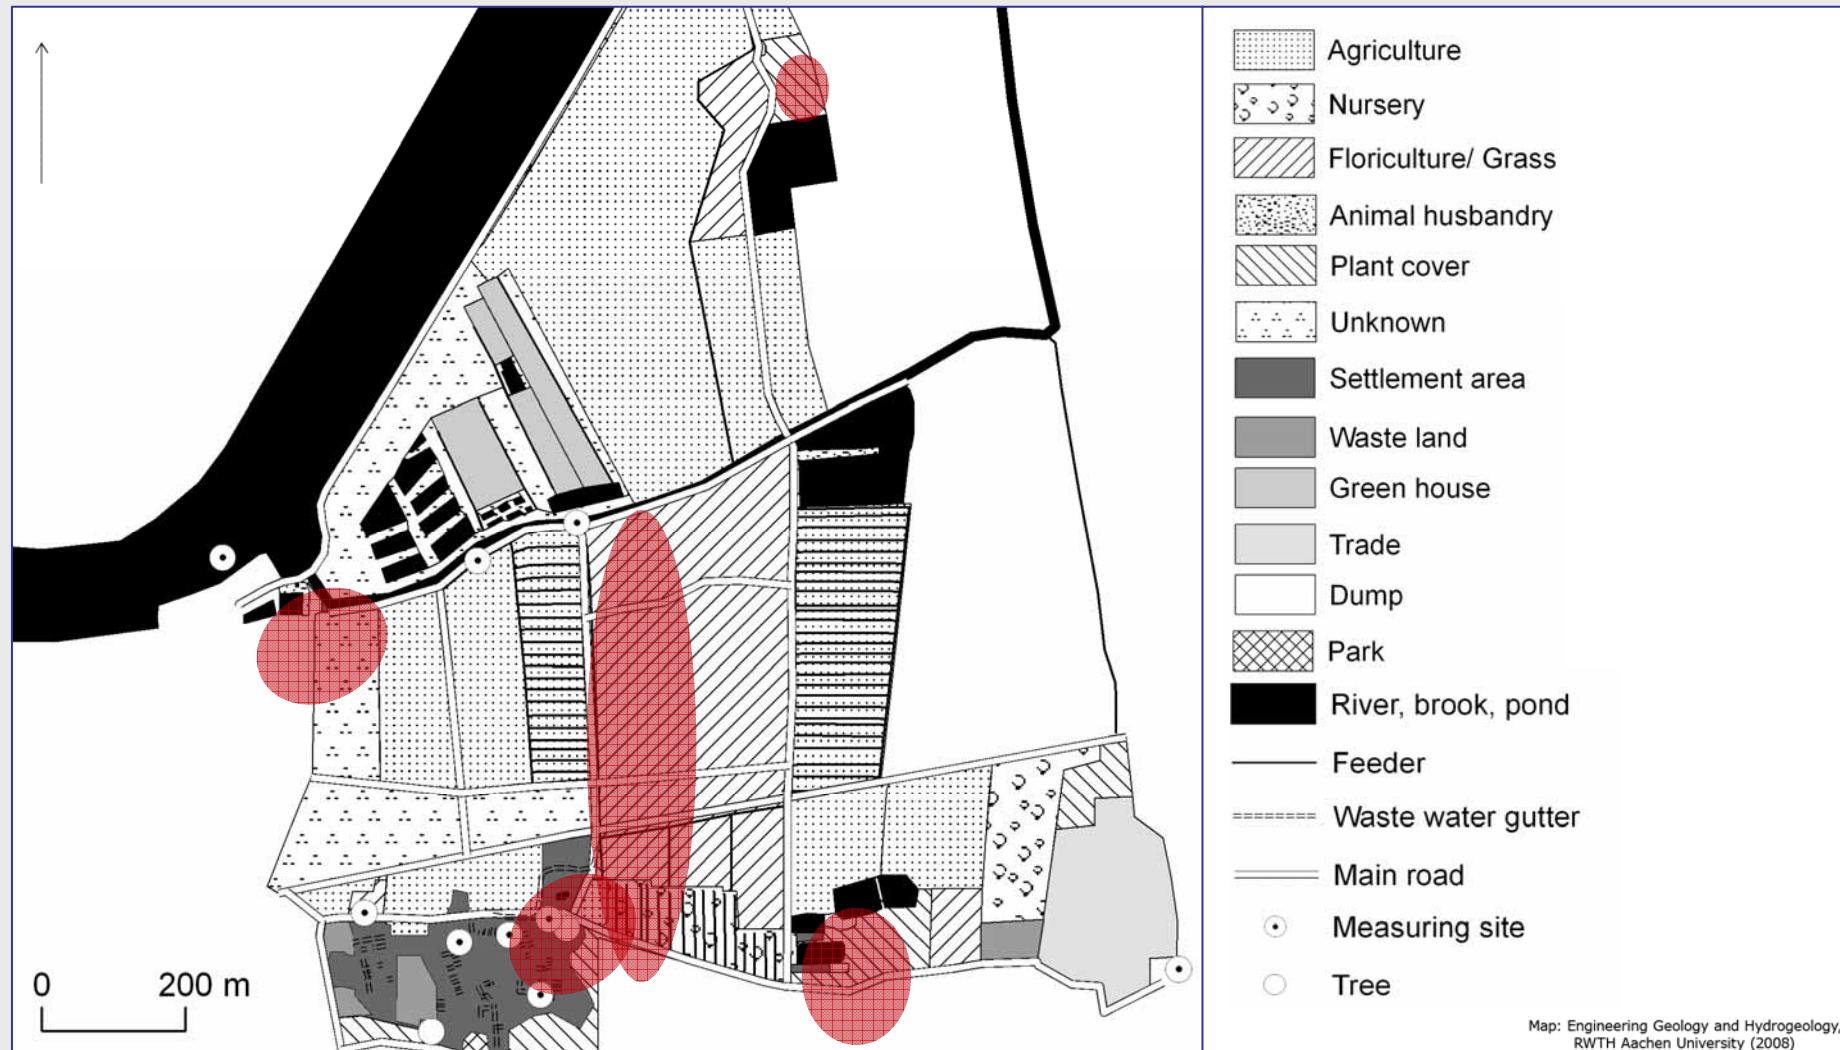 Agriculture
Nursery
Floriculture/ Grass
Animal husbandry
Plant cover
Unknown
Settlement area
Waste land
Green house
Trade
Dump
Park
River, brook, pond
Feeder
Waste water gutter
Main road
Measuring site
Tree
0 200 m
Map: Engineering Geology and Hydrogeology,
RWTH Aachen University (2008)